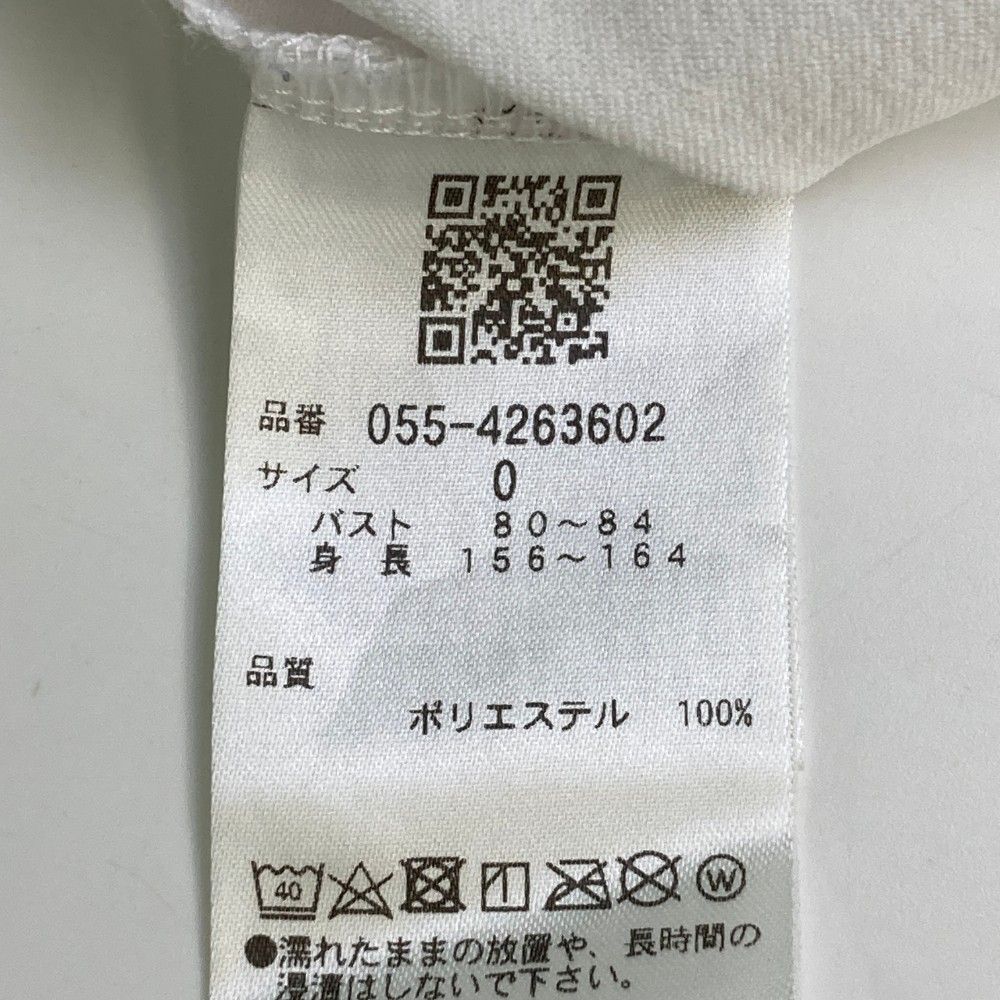 品番 055-4263602
サイズ 0
バスト 80～84
身長 156～164
品質
ポリエステル 100%
40 W
●濡れたままの放置や、長時間の
浸漬はしないで下さい。